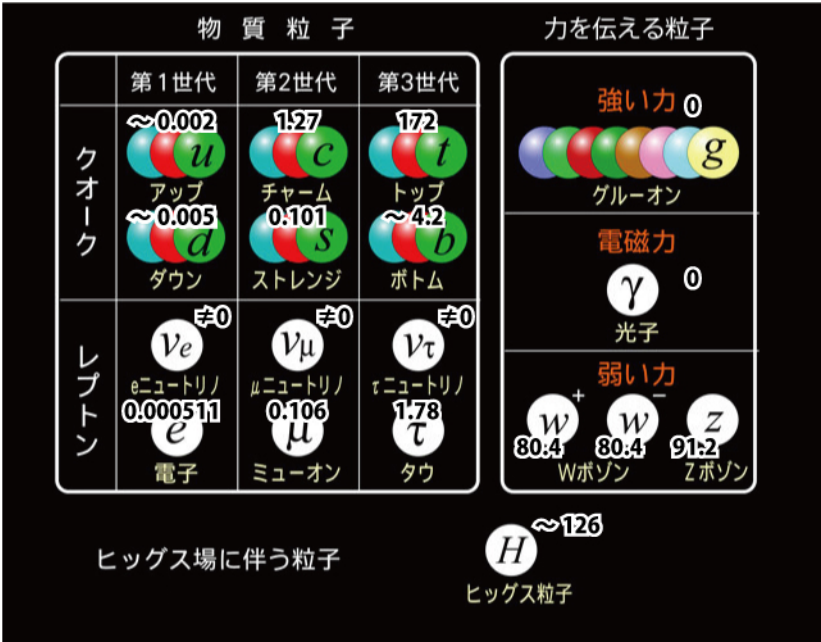 物質粒子
力を伝える粒子
第1世代 第2世代 第3世代
クオーク
~0.002 1.27 172
u c t
アップ チャーム トップ
~0.005 0.101 ~4.2
d s b
ダウン ストレンジ ボトム
レプトン
≠0 ≠0 ≠0
νe νμ ντ
eニュートリノ μニュートリノ τニュートリノ
0.000511 0.106 1.78
e μ τ
電子 ミューオン タウ
強い力 0
g
グルーオン
電磁力
γ 0
光子
弱い力
w+ w− z
80.4 80.4 91.2
Wボゾン Zボゾン
ヒッグス場に伴う粒子
~126
H
ヒッグス粒子